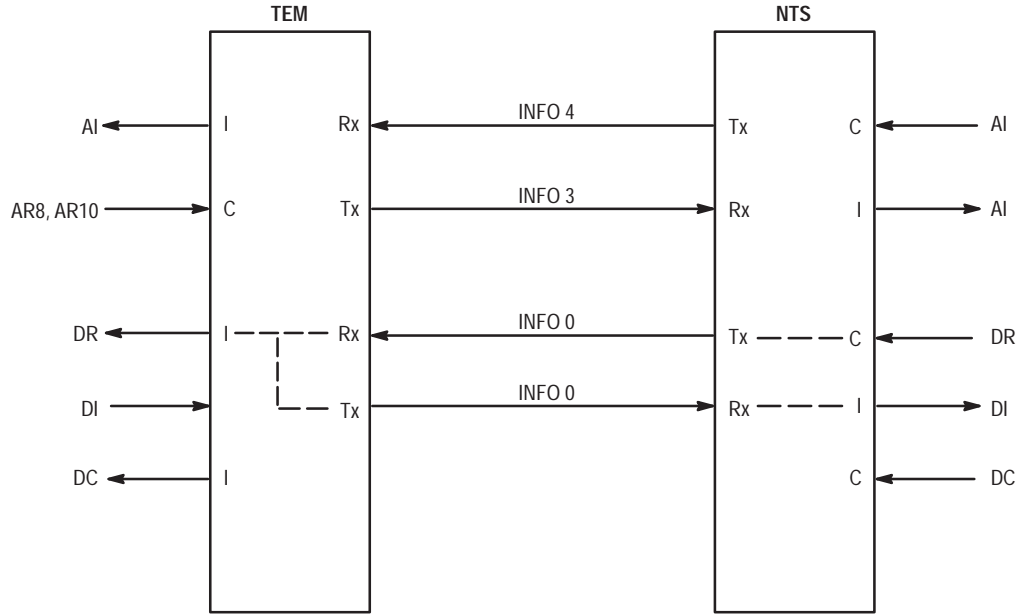 TEM NTS
AI I Rx INFO 4 Tx C AI
AR8, AR10 C Tx INFO 3 Rx I AI
DR I Rx INFO 0 Tx C DR
DI Tx INFO 0 Rx I DI
DC I C DC